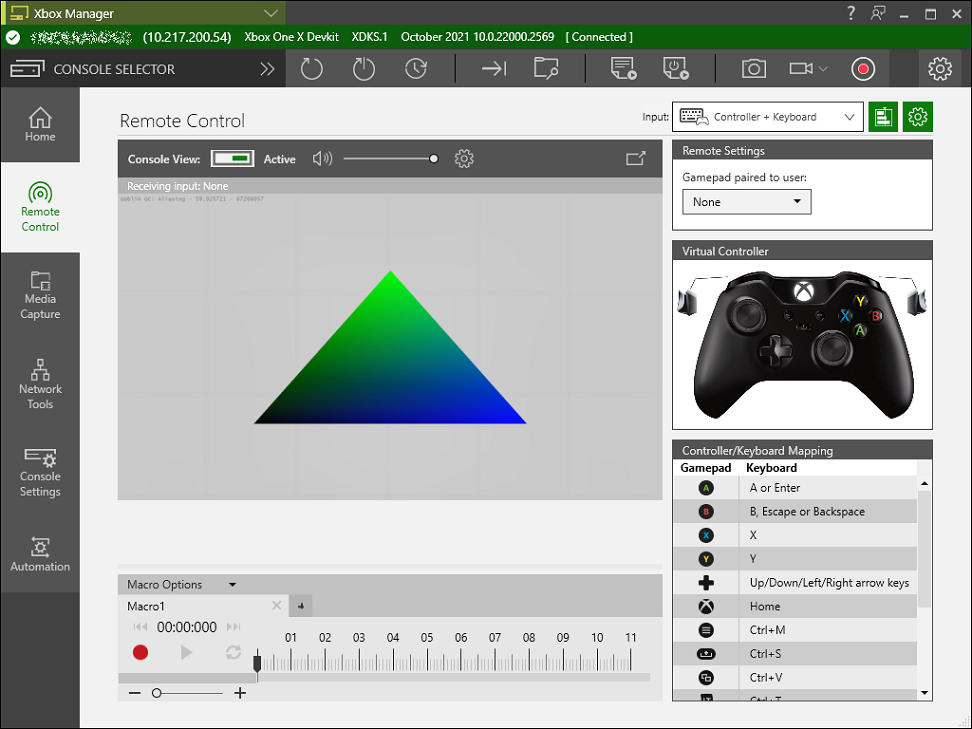 Xbox Manager
?
(10.217.200.54) Xbox One X Devkit XDKS.1 October 2021 10.0.22000.2569 [ Connected ]
CONSOLE SELECTOR
Home
Remote
Control
Media
Capture
Network
Tools
Console
Settings
Automation
Remote Control
Input: Controller + Keyboard
Console View: Active
Receiving input: None
Remote Settings
Gamepad paired to user:
None
Virtual Controller
Y
X B
A
Controller/Keyboard Mapping
Gamepad Keyboard
A A or Enter
B B, Escape or Backspace
X X
Y Y
Up/Down/Left/Right arrow keys
Home
Ctrl+M
Ctrl+S
Ctrl+V
LT Ctrl+T
Macro Options
Macro1
00:00:000
01 02 03 04 05 06 07 08 09 10 11